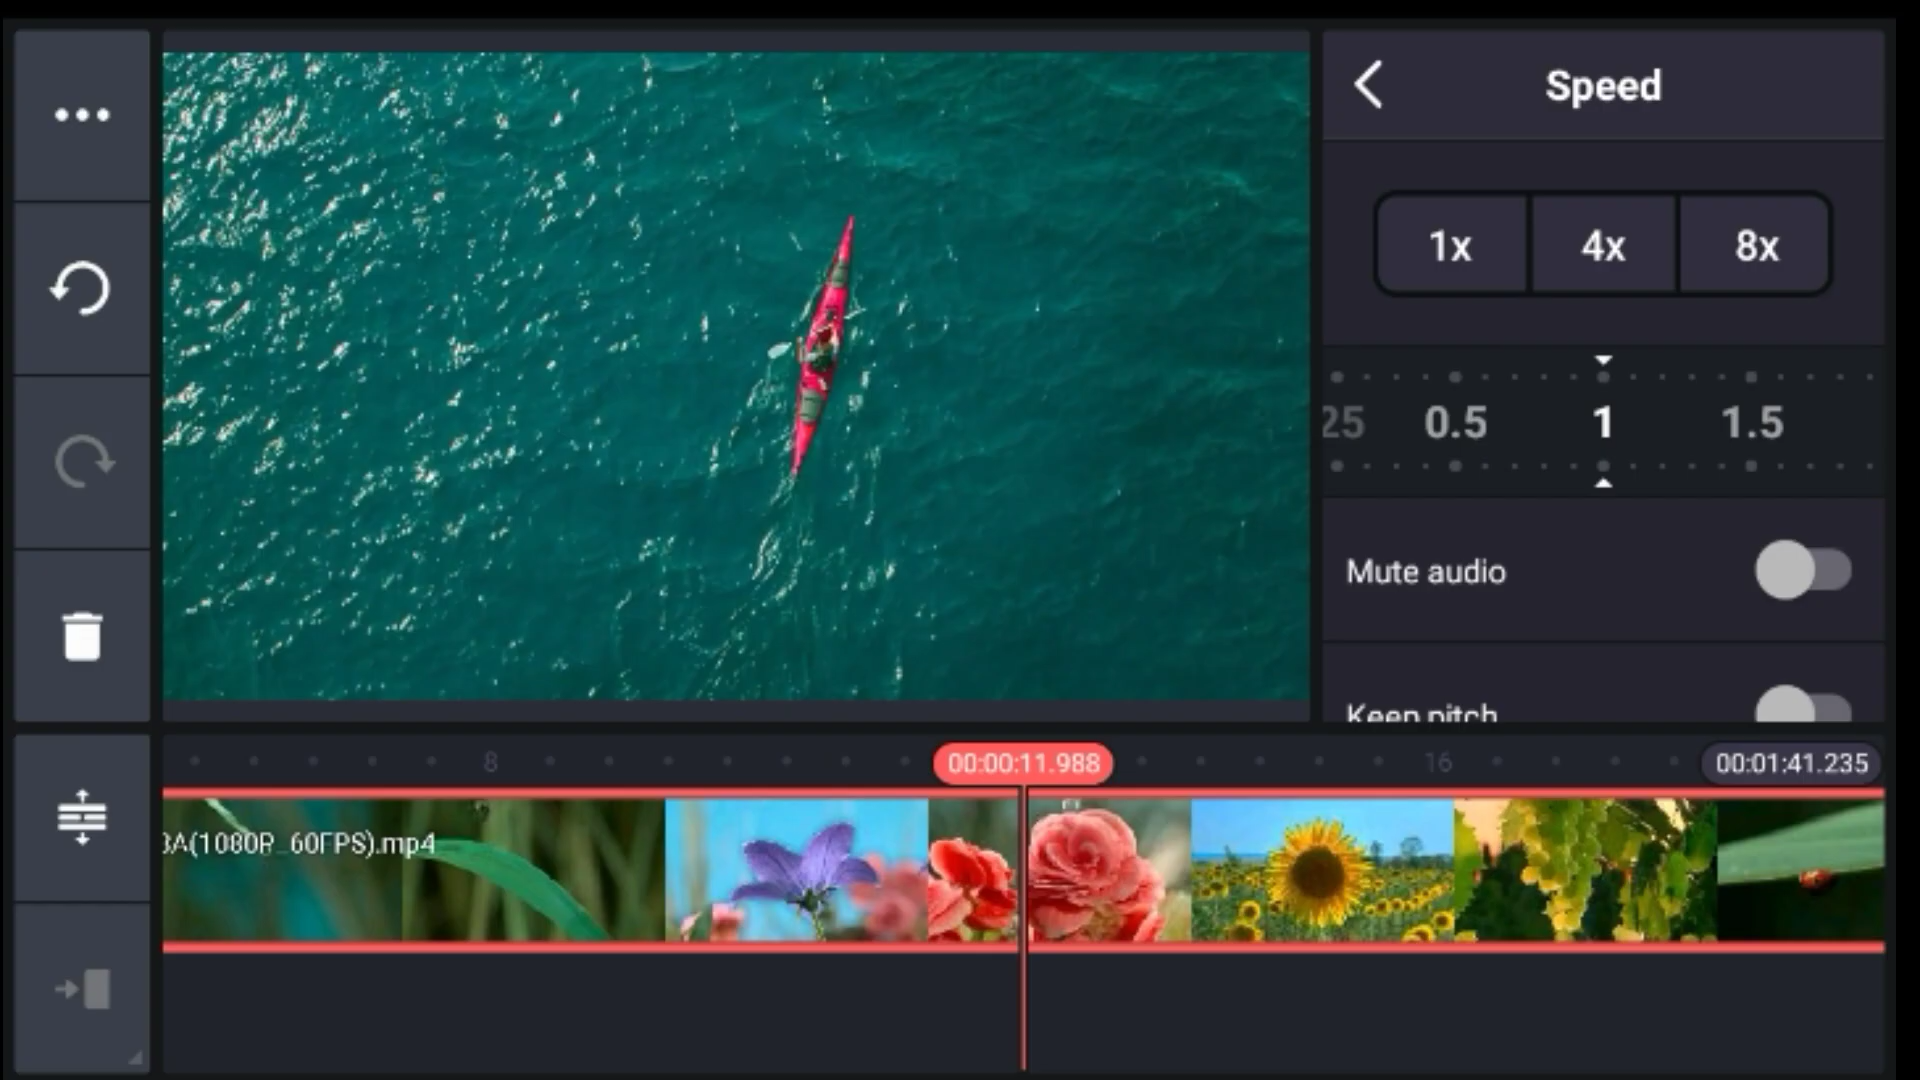 Speed
1x 4x 8x
25 0.5 1 1.5
Mute audio
Keep pitch
8 00:00:11.988 16 00:01:41.235
3A(1080P_60FPS).mp4